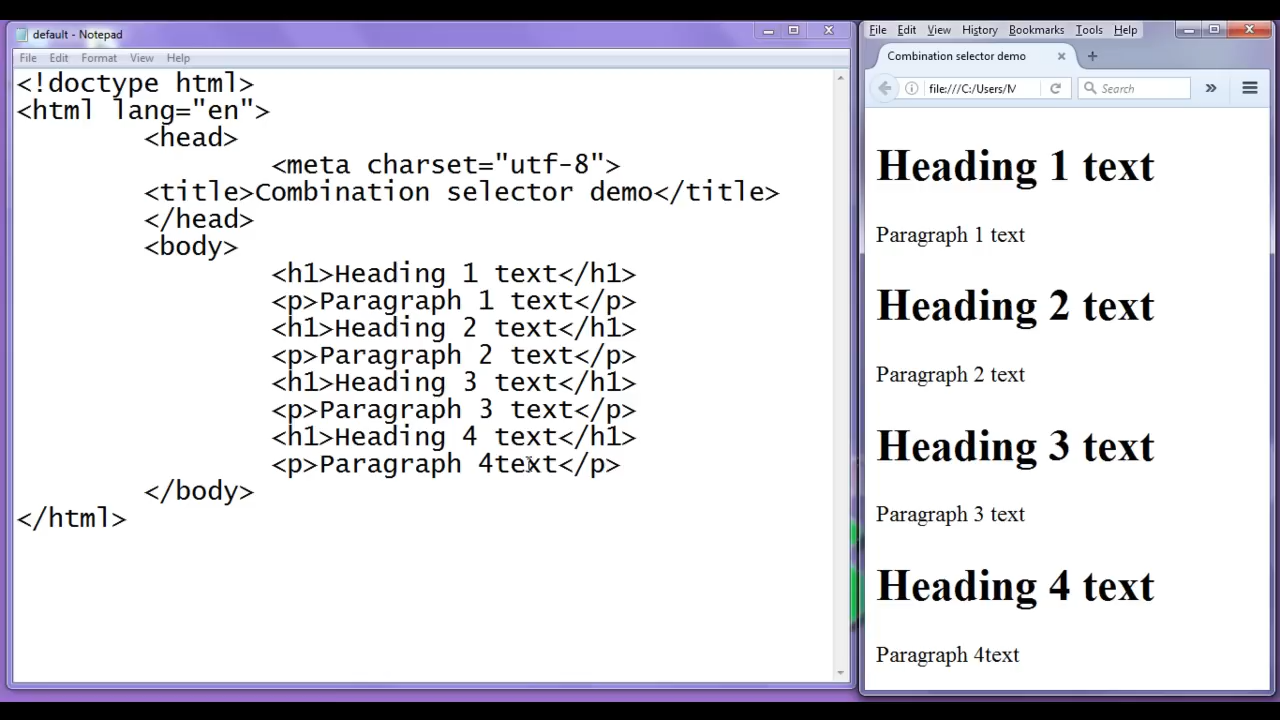 default - Notepad
File Edit Format View Help
<!doctype html>
<html lang="en">
<head>
<meta charset="utf-8">
<title>Combination selector demo</title>
</head>
<body>
<h1>Heading 1 text</h1>
<p>Paragraph 1 text</p>
<h1>Heading 2 text</h1>
<p>Paragraph 2 text</p>
<h1>Heading 3 text</h1>
<p>Paragraph 3 text</p>
<h1>Heading 4 text</h1>
<p>Paragraph 4text</p>
</body>
</html>
File Edit View History Bookmarks Tools Help
Combination selector demo
file:///C:/Users/M
Search
Heading 1 text
Paragraph 1 text
Heading 2 text
Paragraph 2 text
Heading 3 text
Paragraph 3 text
Heading 4 text
Paragraph 4text